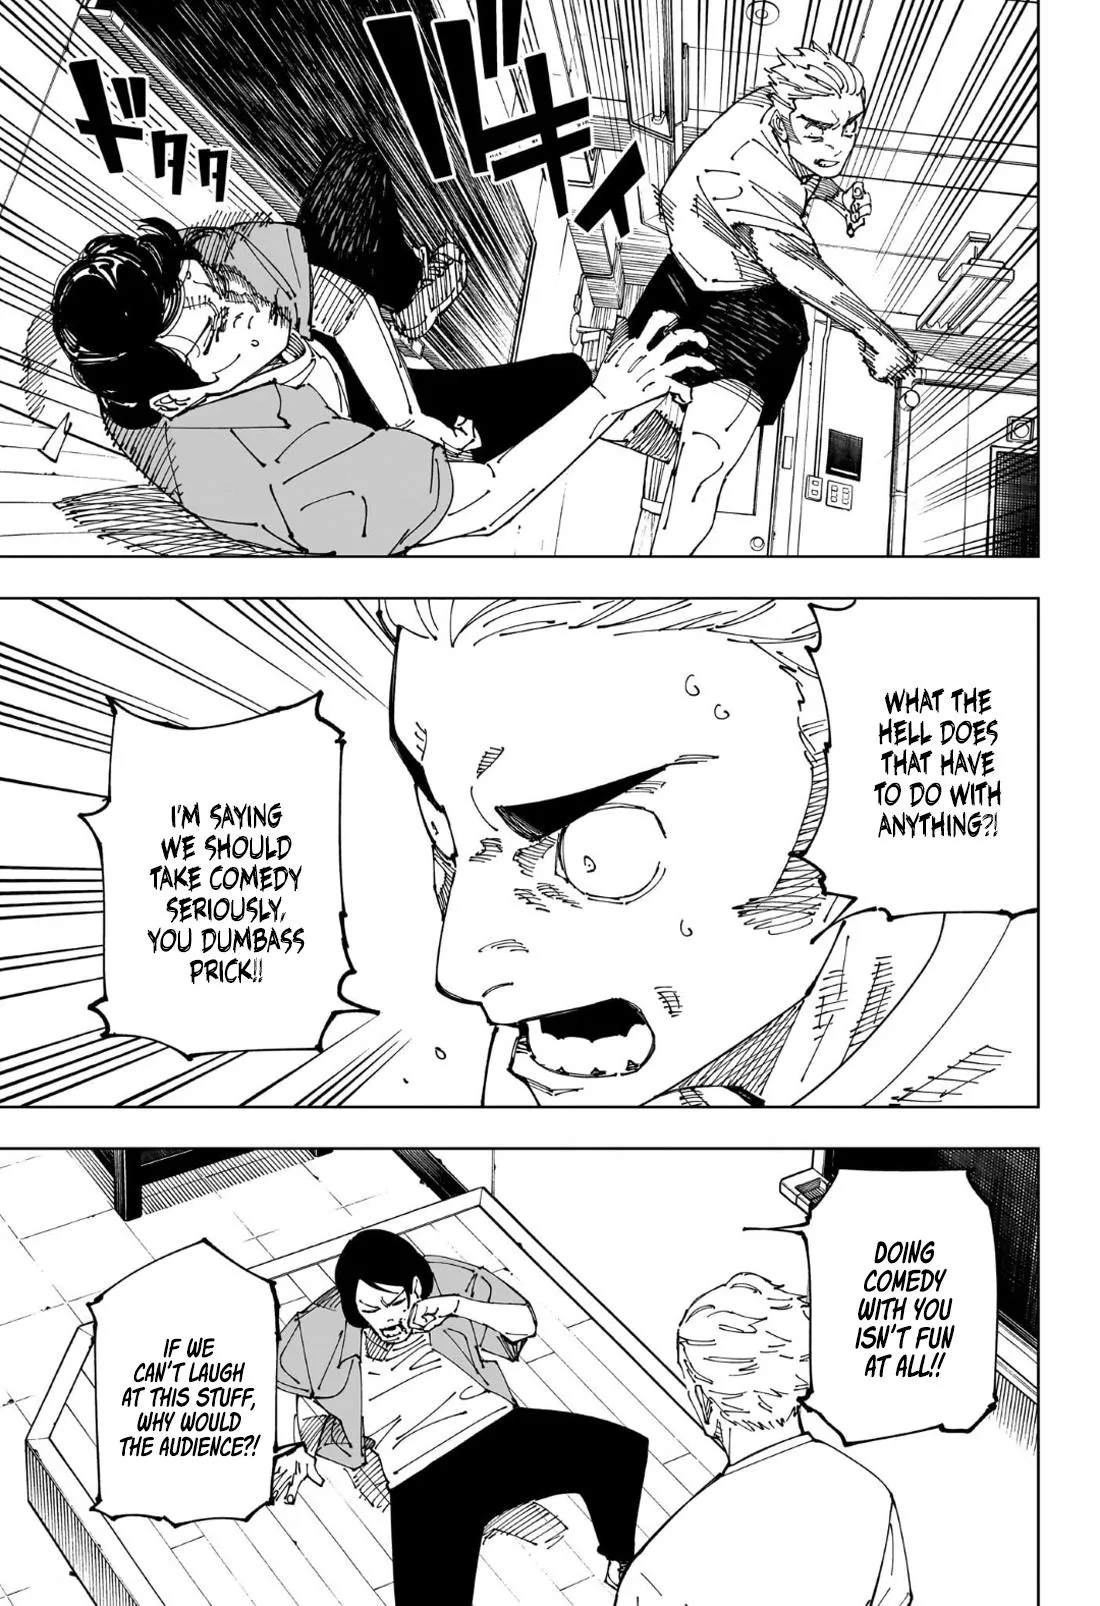 バキィ
ドタタ
WHAT THE
HELL DOES
THAT HAVE
TO DO WITH
ANYTHING?!
I'M SAYING
WE SHOULD
TAKE COMEDY
SERIOUSLY,
YOU DUMBASS
PRICK!!
DOING
COMEDY
WITH YOU
ISN'T FUN
AT ALL!!
IF WE
CAN'T LAUGH
AT THIS STUFF,
WHY WOULD
THE AUDIENCE?!